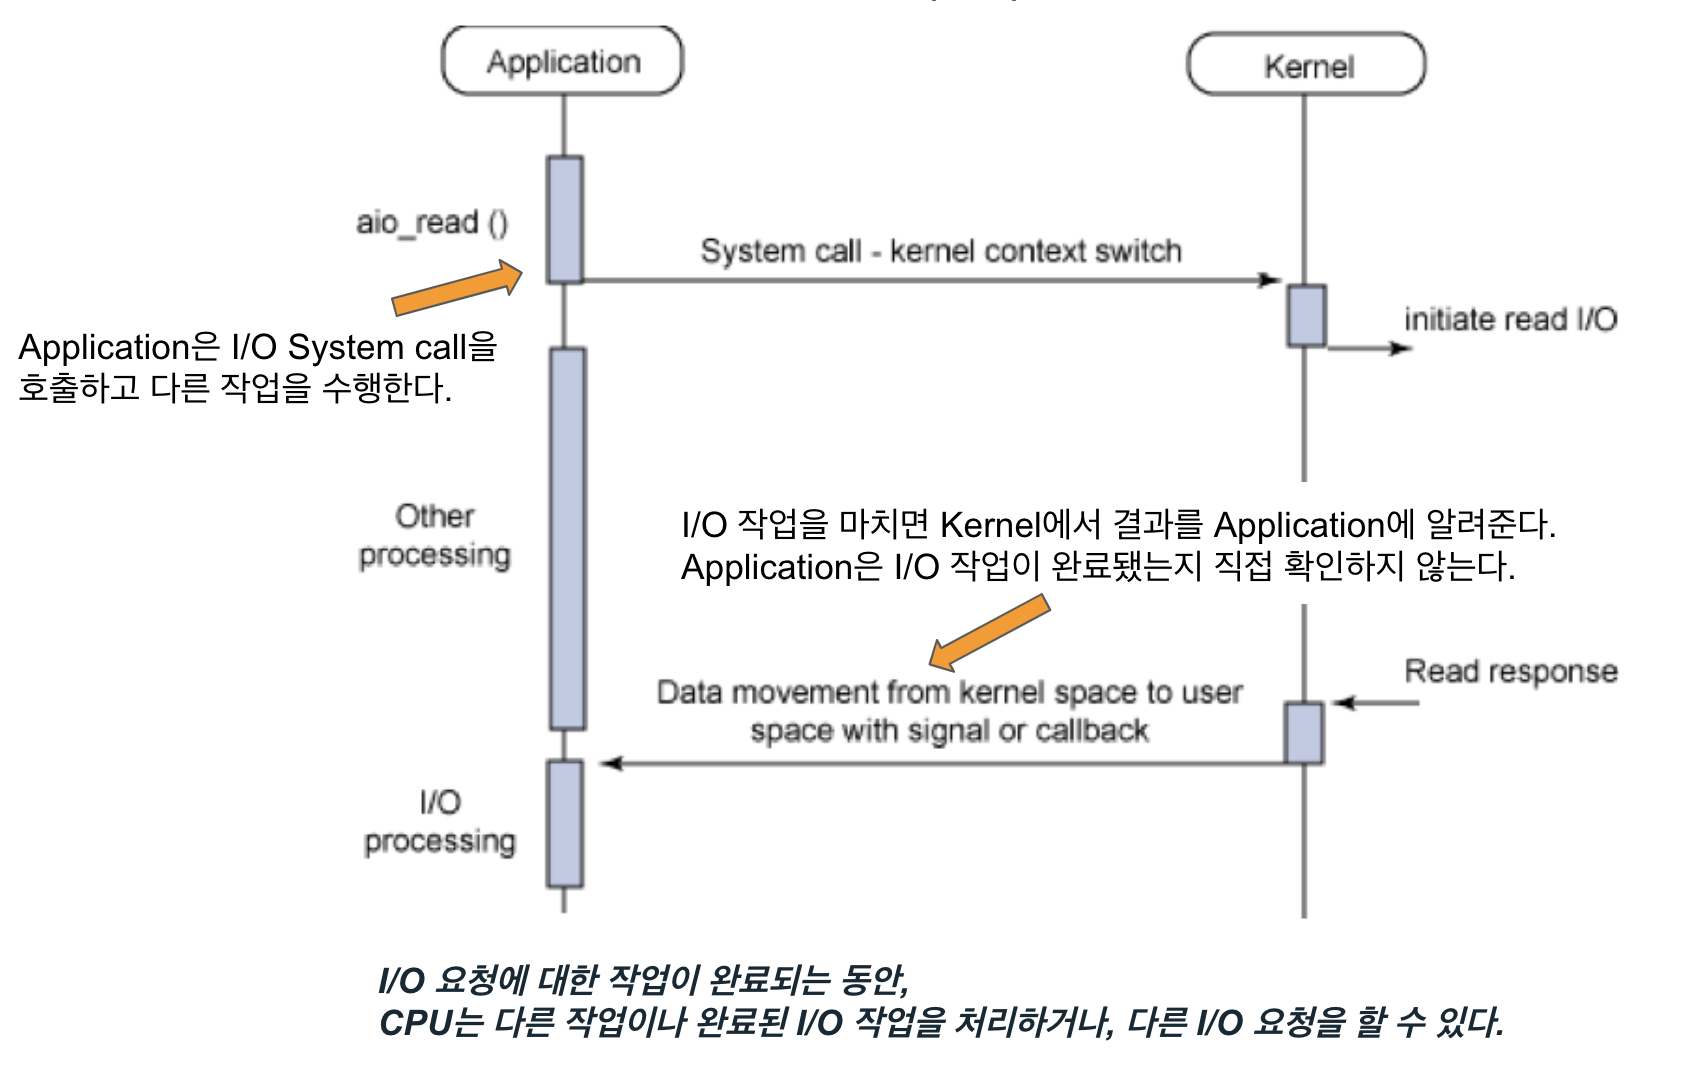 Application
Kernel
aio_read ()
System call - kernel context switch
initiate read I/O
Application은 I/O System call을
호출하고 다른 작업을 수행한다.
Other
processing
I/O 작업을 마치면 Kernel에서 결과를 Application에 알려준다.
Application은 I/O 작업이 완료됐는지 직접 확인하지 않는다.
Read response
Data movement from kernel space to user
space with signal or callback
I/O
processing
I/O 요청에 대한 작업이 완료되는 동안,
CPU는 다른 작업이나 완료된 I/O 작업을 처리하거나, 다른 I/O 요청을 할 수 있다.